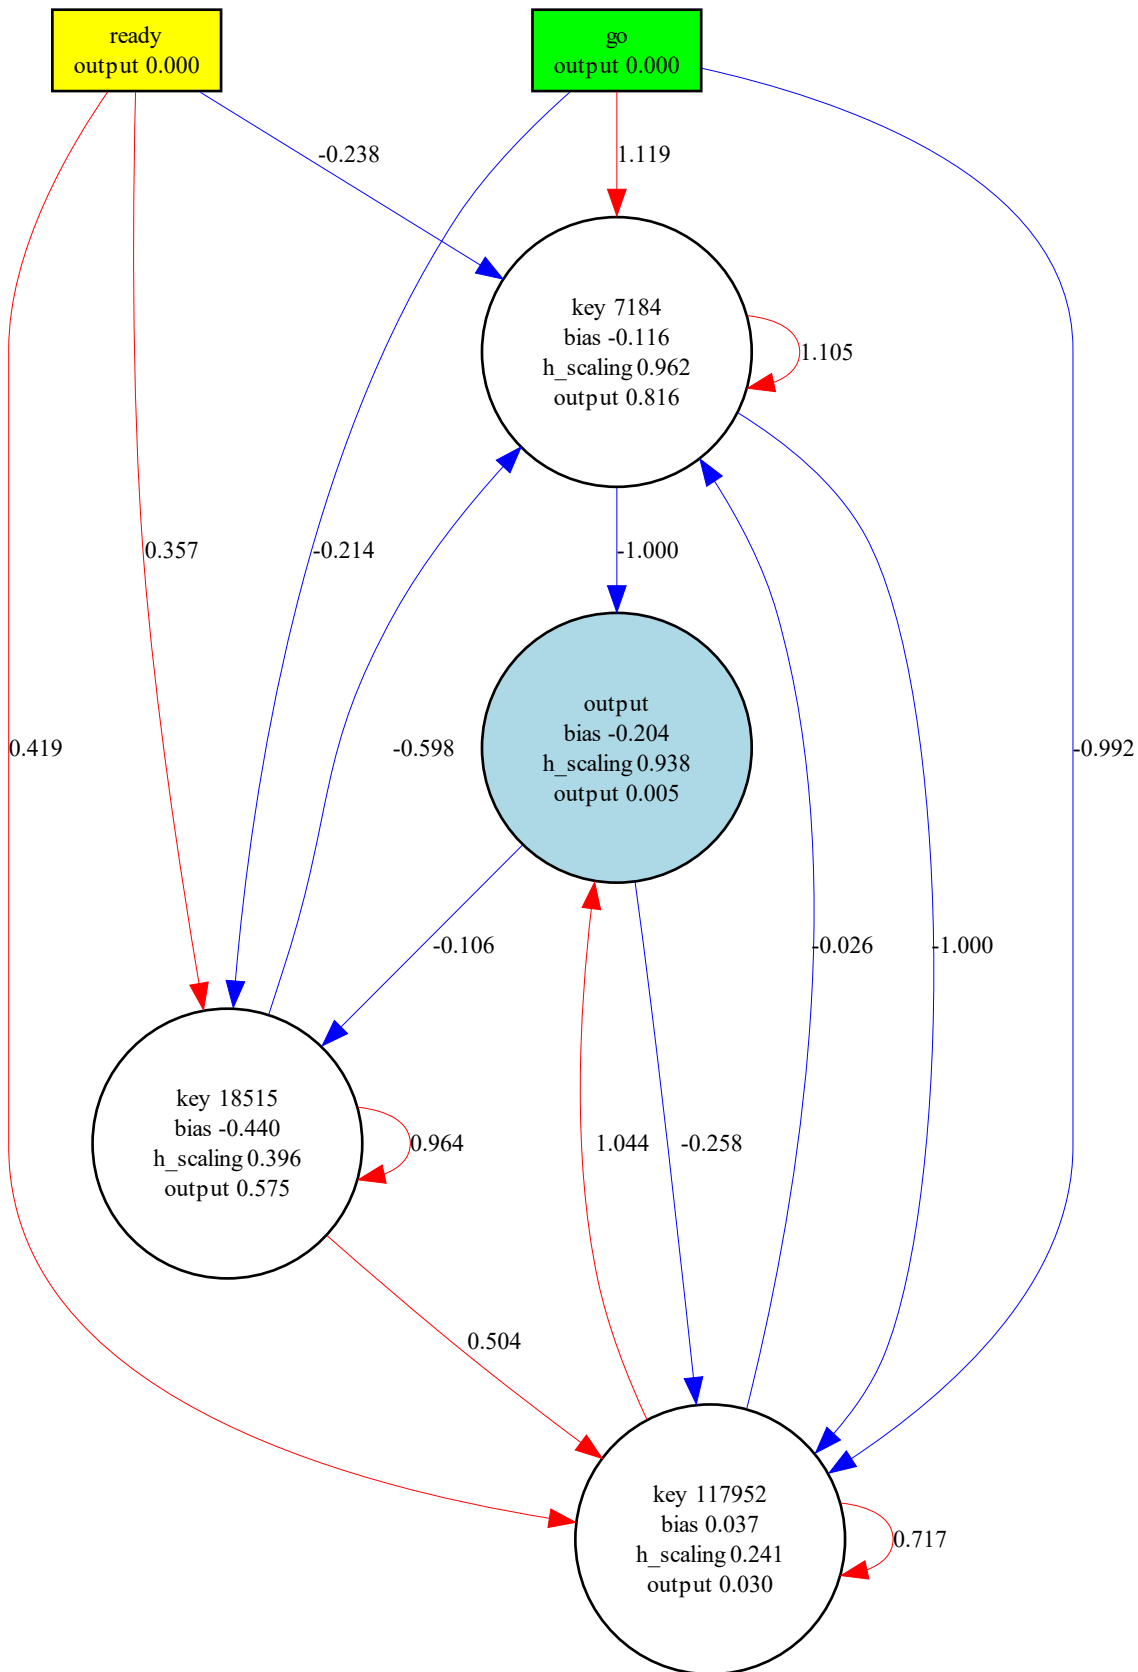 ready
output 0.000
go
output 0.000
-0.238
1.119
key 7184
bias -0.116
h_scaling 0.962
output 0.816
1.105
0.357
-0.214
-1.000
output
bias -0.204
h_scaling 0.938
output 0.005
0.419
-0.598
-0.992
-0.106
-0.026
-1.000
key 18515
bias -0.440
h_scaling 0.396
output 0.575
0.964
1.044
-0.258
0.504
key 117952
bias 0.037
h_scaling 0.241
output 0.030
0.717